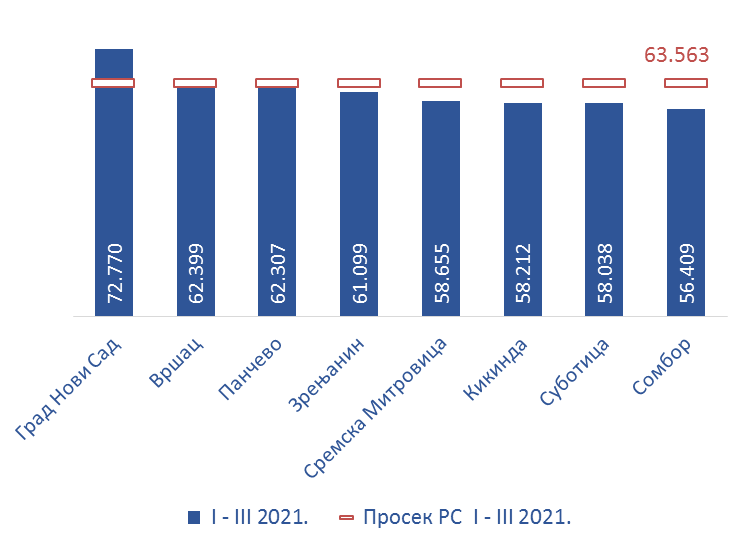 63.563
72.770
62.399
62.307
61.099
58.655
58.212
58.038
56.409
Град Нови Сад
Вршац
Панчево
Зрењанин
Сремска Митровица
Кикинда
Суботица
Сомбор
I - III 2021.
Просек РС I - III 2021.